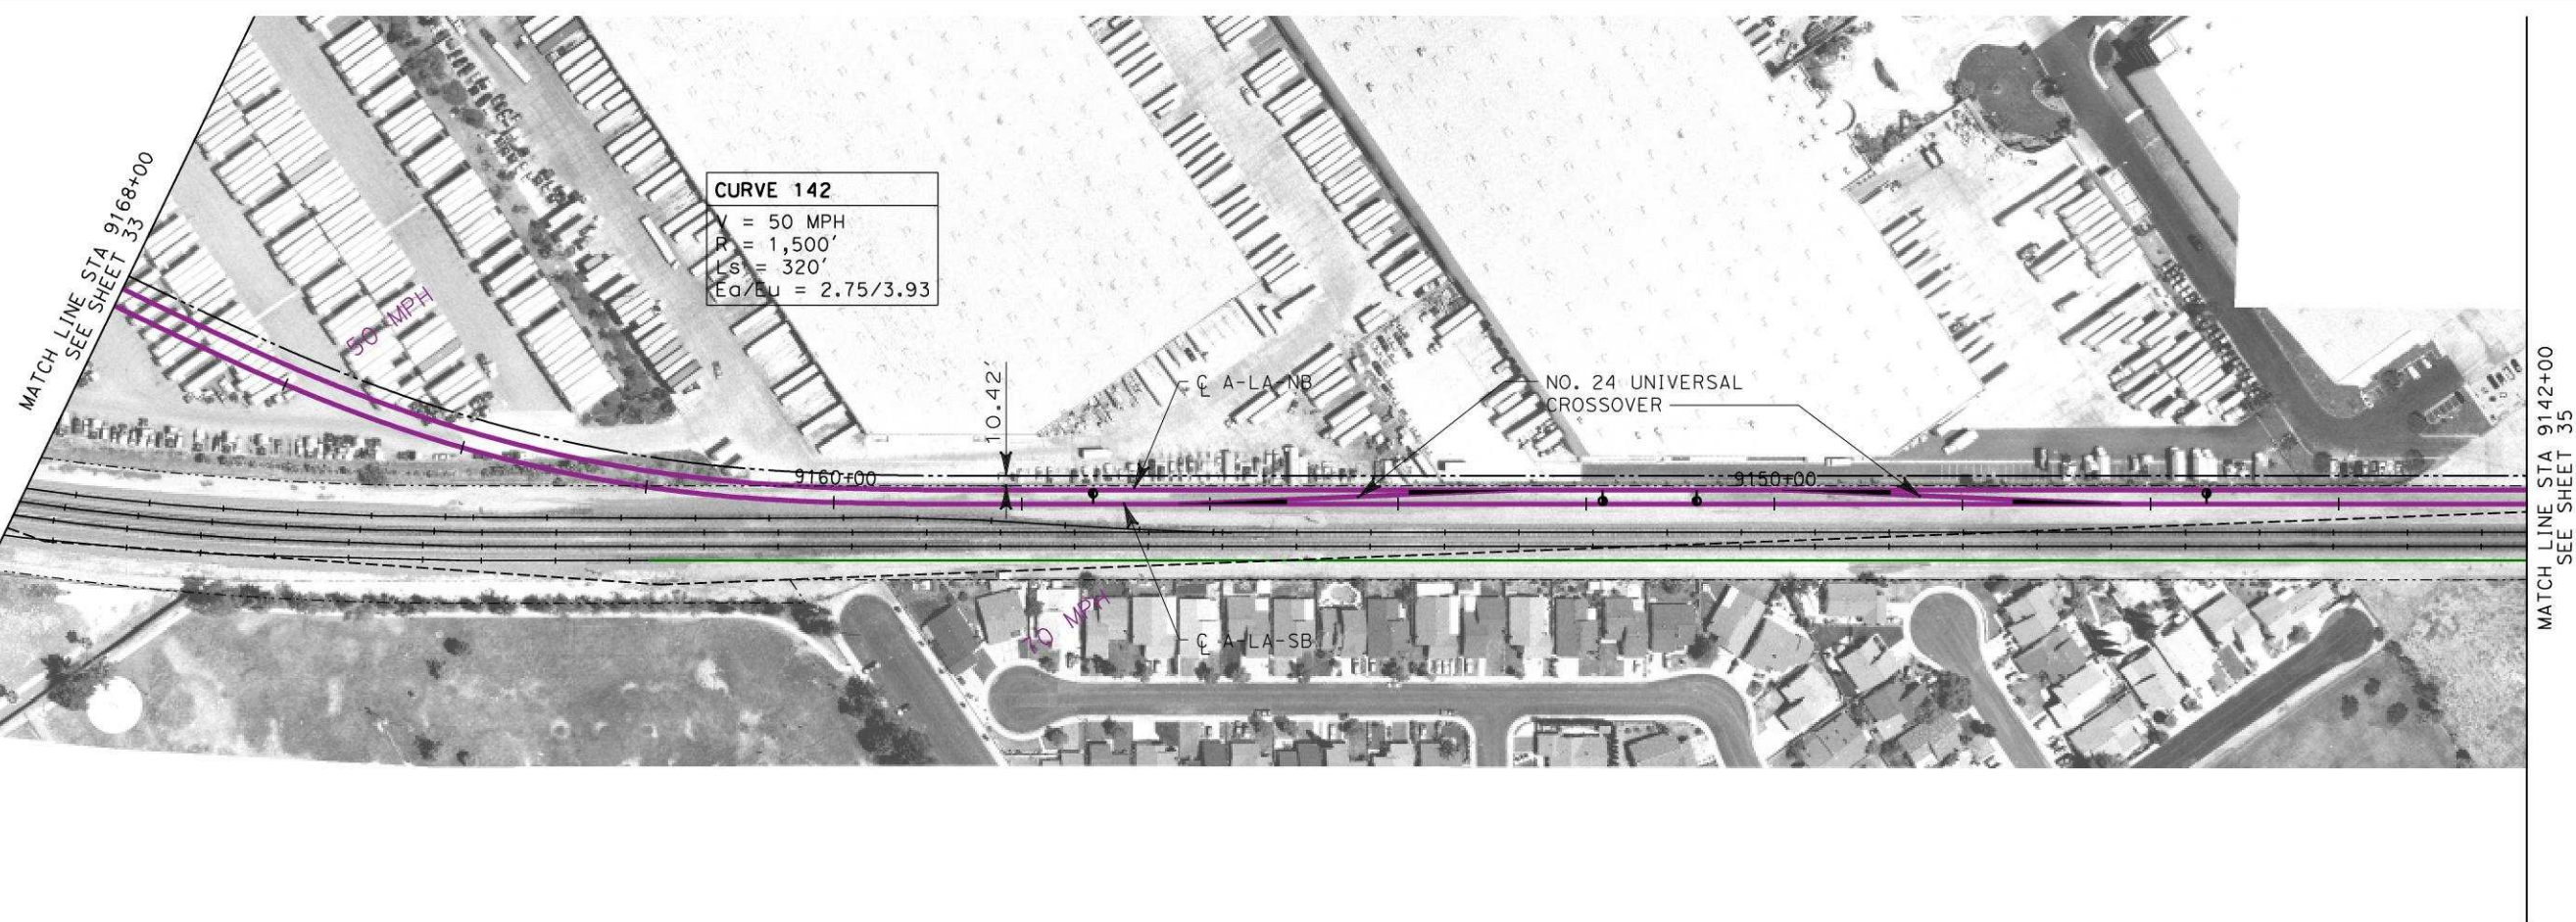 MATCH LINE STA 9168+00
SEE SHEET 33
50 MPH
CURVE 142
V = 50 MPH
R = 1,500'
Ls = 320'
Ea/Eu = 2.75/3.93
10.42'
℄ A-LA-NB
NO. 24 UNIVERSAL
CROSSOVER
9160+00
9150+00
70 MPH
℄ A-LA-SB
MATCH LINE STA 9142+00
SEE SHEET 35